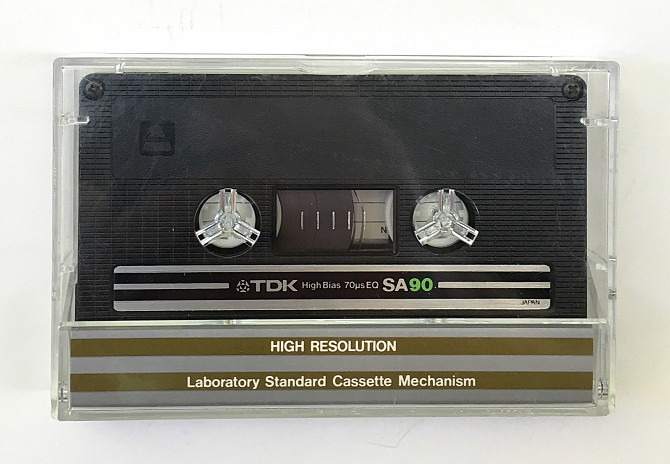 N
TDK High Bias 70µs EQ SA90
JAPAN
HIGH RESOLUTION
Laboratory Standard Cassette Mechanism